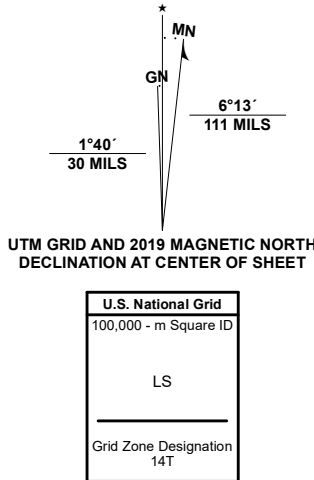 MN
GN
6°13´
111 MILS
1°40´
30 MILS
UTM GRID AND 2019 MAGNETIC NORTH
DECLINATION AT CENTER OF SHEET
U.S. National Grid
100,000 - m Square ID
LS
Grid Zone Designation
14T